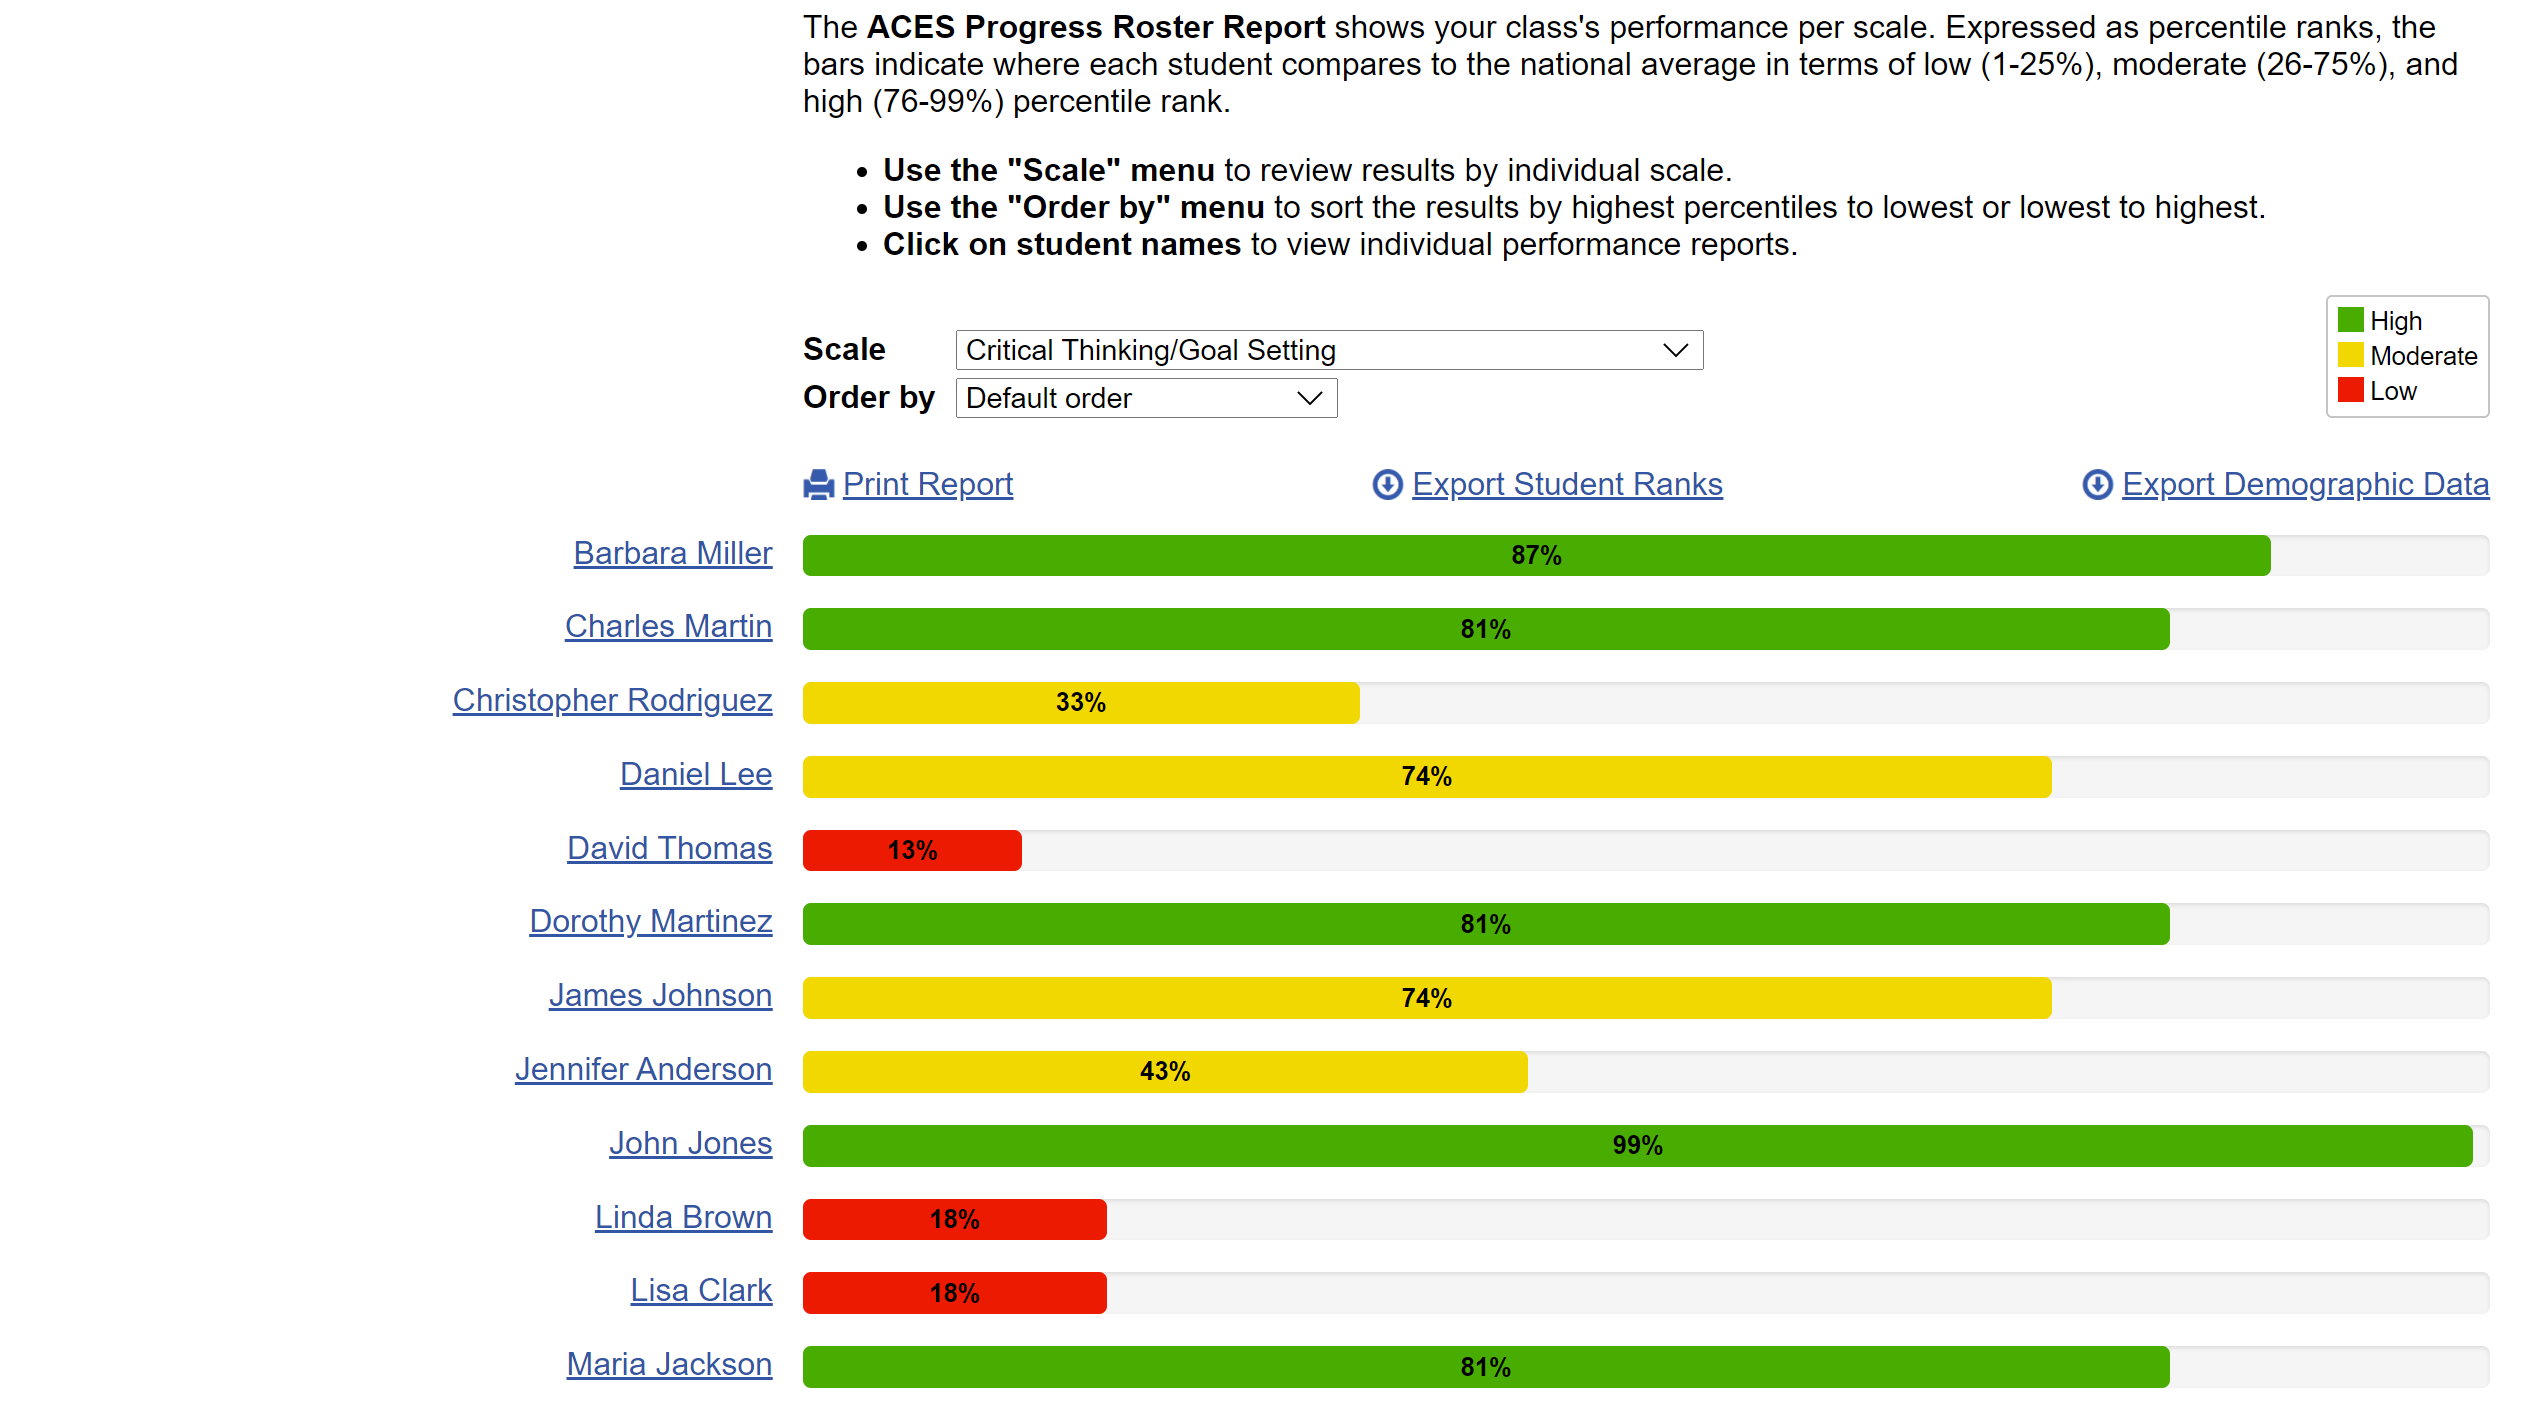 The ACES Progress Roster Report shows your class's performance per scale. Expressed as percentile ranks, the
bars indicate where each student compares to the national average in terms of low (1-25%), moderate (26-75%), and
high (76-99%) percentile rank.
• Use the "Scale" menu to review results by individual scale.
• Use the "Order by" menu to sort the results by highest percentiles to lowest or lowest to highest.
• Click on student names to view individual performance reports.
High
Moderate
Low
Scale Critical Thinking/Goal Setting
Order by Default order
Print Report Export Student Ranks Export Demographic Data
Barbara Miller 87%
Charles Martin 81%
Christopher Rodriguez 33%
Daniel Lee 74%
David Thomas 13%
Dorothy Martinez 81%
James Johnson 74%
Jennifer Anderson 43%
John Jones 99%
Linda Brown 18%
Lisa Clark 18%
Maria Jackson 81%